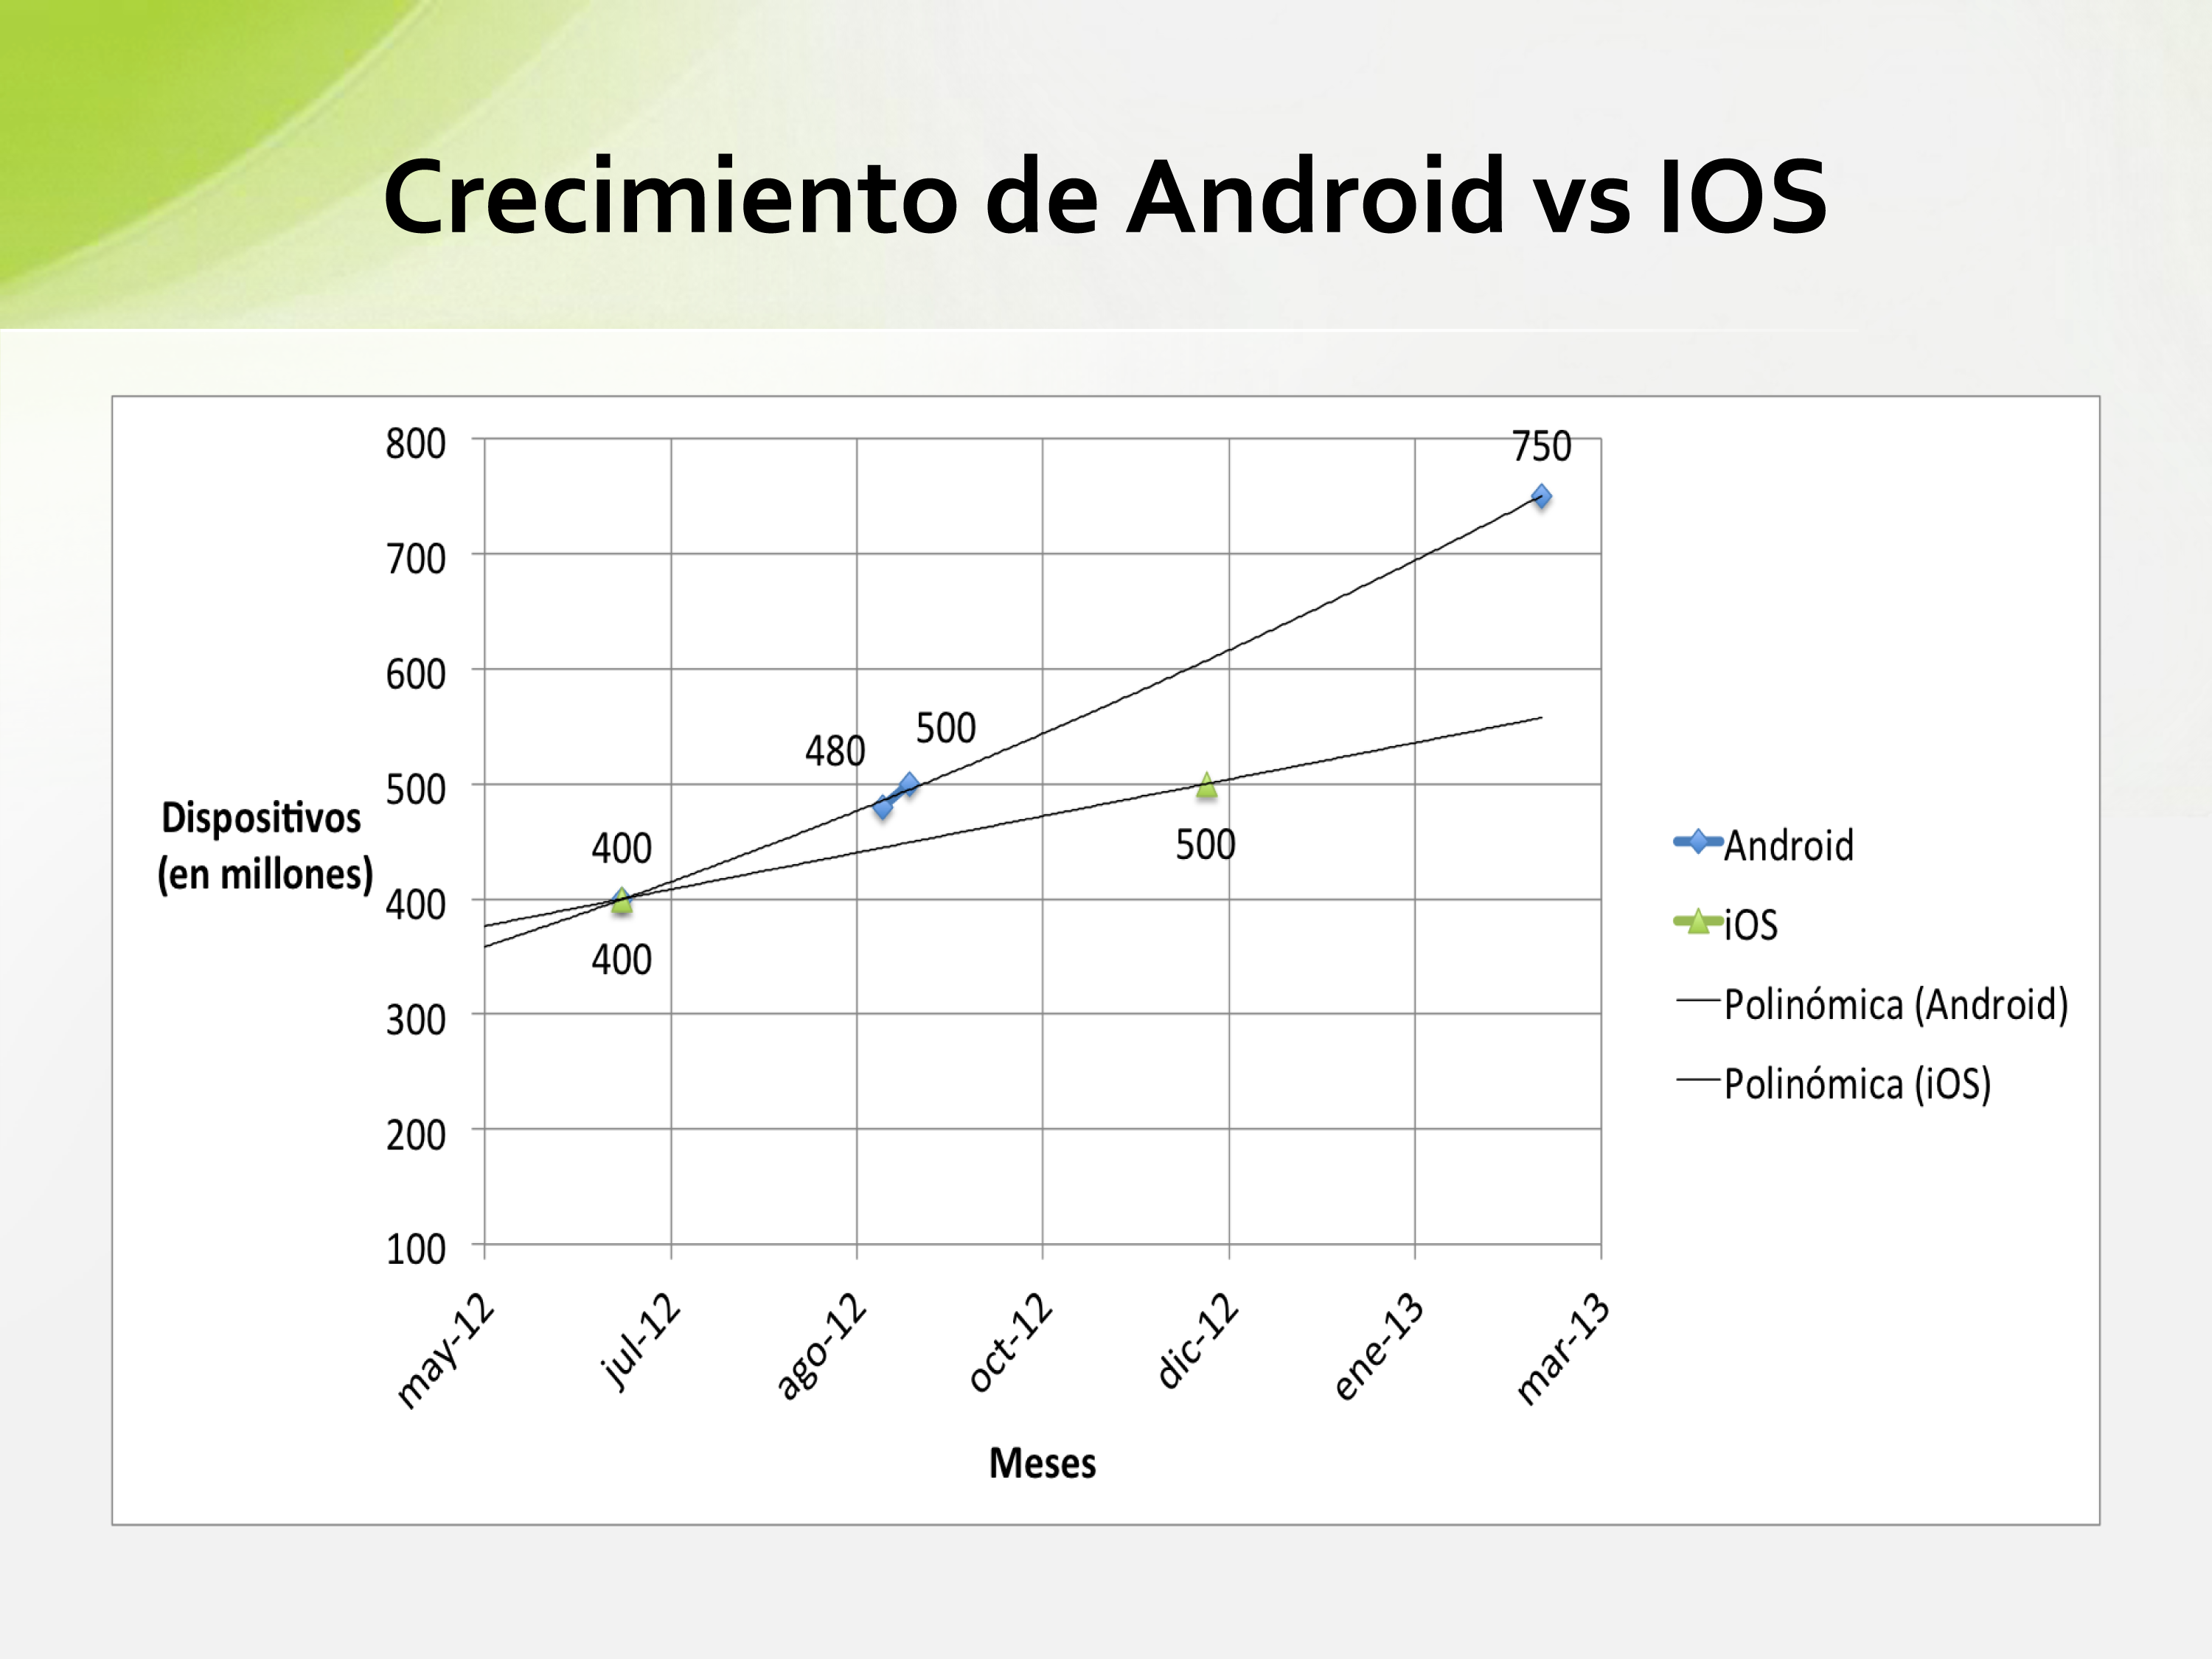 Crecimiento de Android vs IOS
800
750
700
600
500
480
500
Dispositivos
(en millones)
400
500
400
400
300
200
100
Android
iOS
Polinómica (Android)
Polinómica (iOS)
may-12
jul-12
ago-12
oct-12
dic-12
ene-13
mar-13
Meses